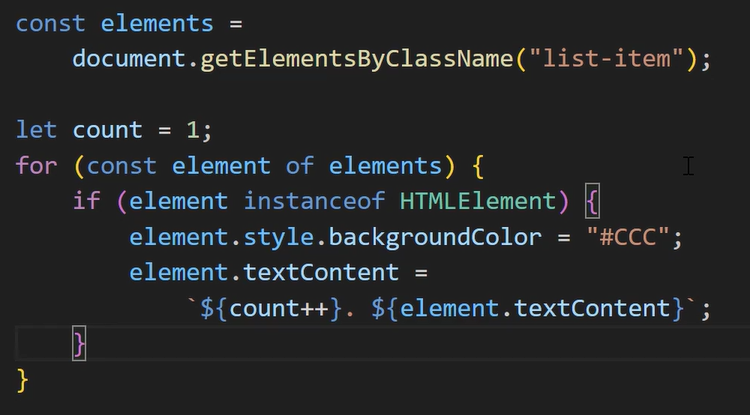 const elements =
    document.getElementsByClassName("list-item");

let count = 1;
for (const element of elements) {
    if (element instanceof HTMLElement) {
        element.style.backgroundColor = "#CCC";
        element.textContent =
            `${count++}. ${element.textContent}`;
    }
}